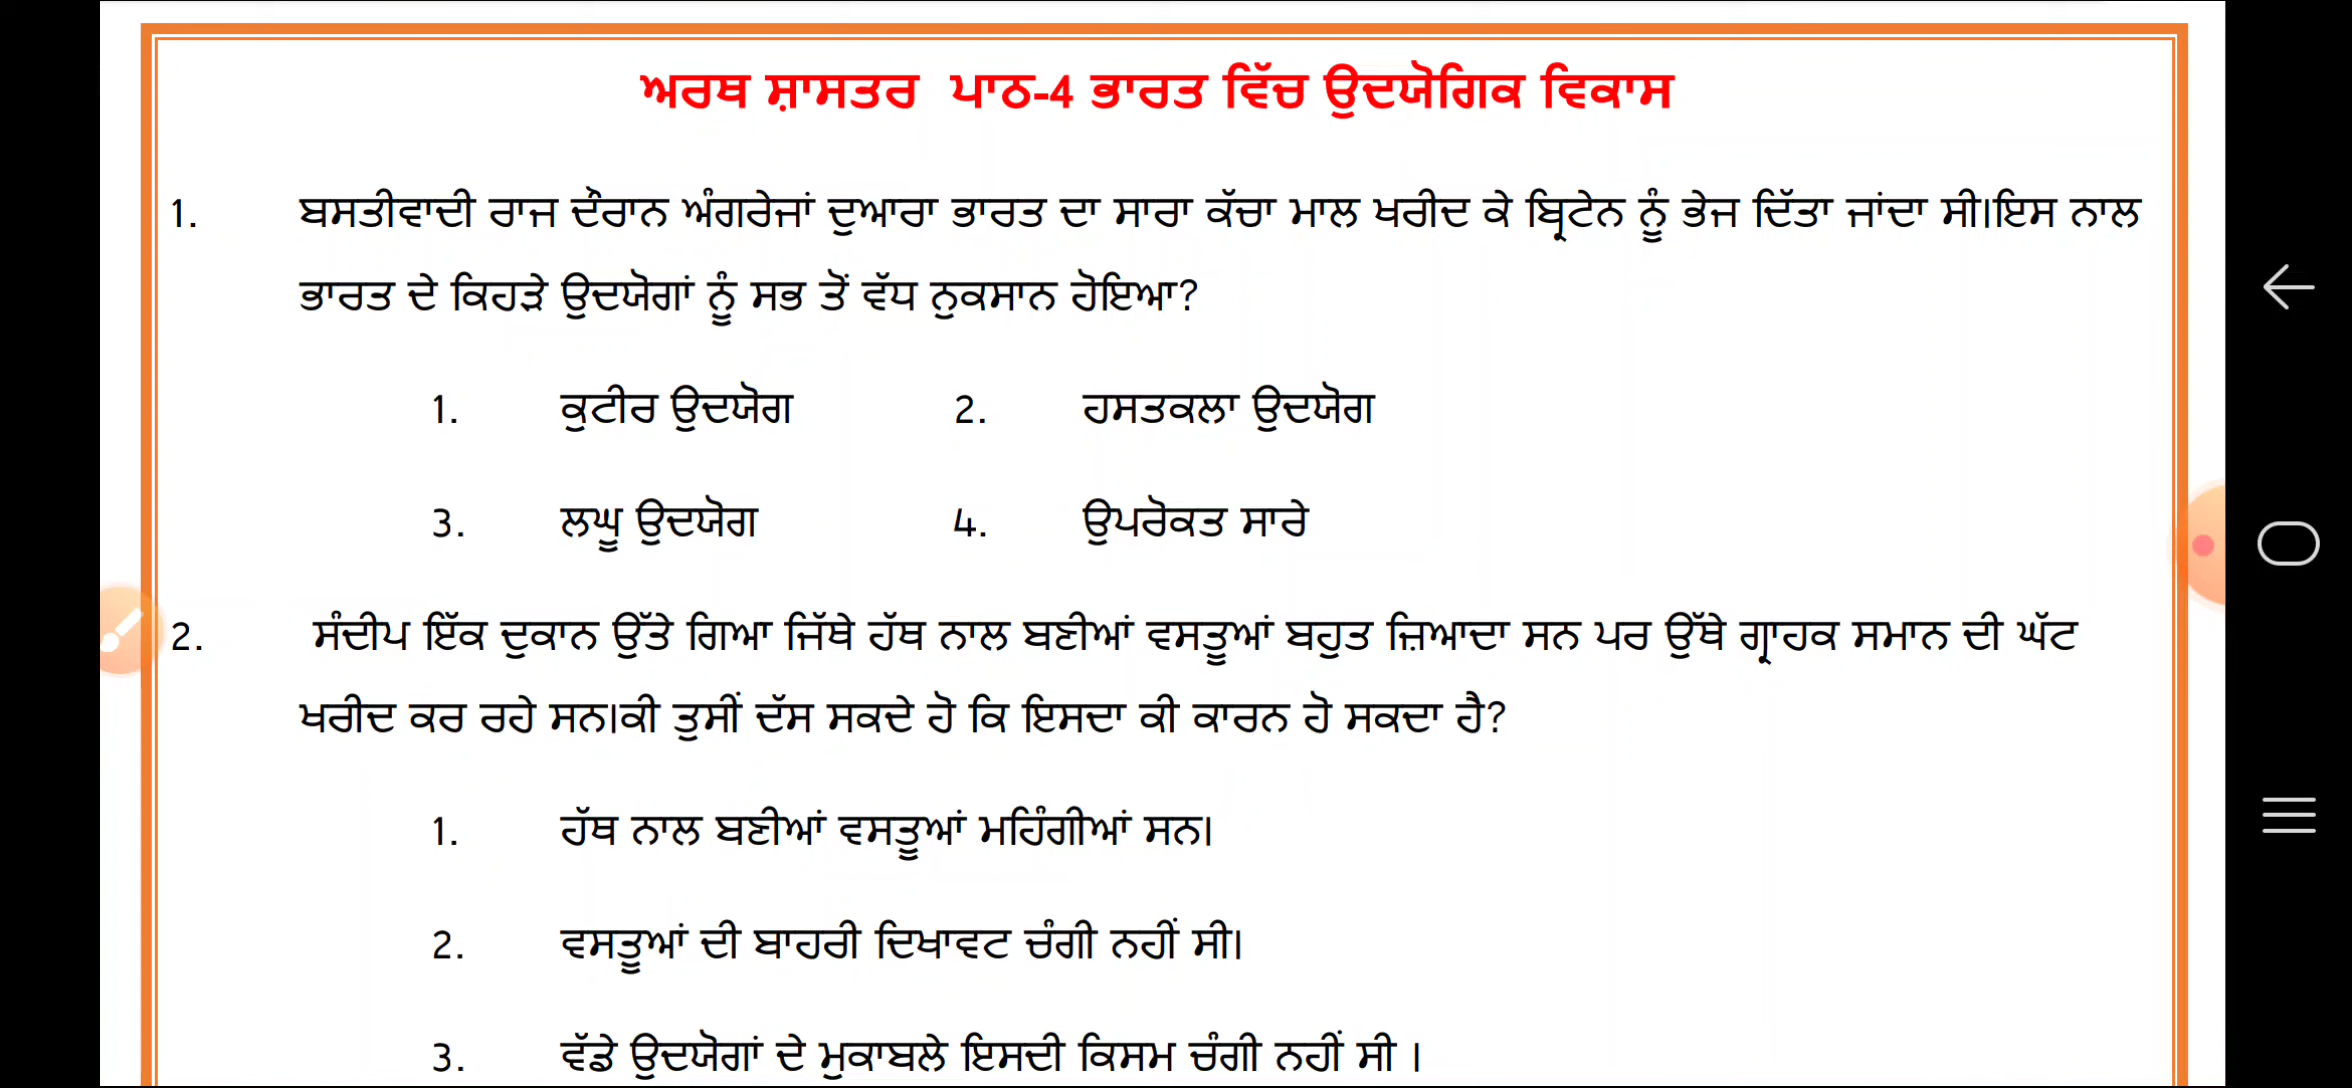 ਅਰਥ ਸ਼ਾਸਤਰ ਪਾਠ-4 ਭਾਰਤ ਵਿੱਚ ਉਦਯੋਗਿਕ ਵਿਕਾਸ
1. ਬਸਤੀਵਾਦੀ ਰਾਜ ਦੌਰਾਨ ਅੰਗਰੇਜਾਂ ਦੁਆਰਾ ਭਾਰਤ ਦਾ ਸਾਰਾ ਕੱਚਾ ਮਾਲ ਖਰੀਦ ਕੇ ਬ੍ਰਿਟੇਨ ਨੂੰ ਭੇਜ ਦਿੱਤਾ ਜਾਂਦਾ ਸੀ।ਇਸ ਨਾਲ
ਭਾਰਤ ਦੇ ਕਿਹੜੇ ਉਦਯੋਗਾਂ ਨੂੰ ਸਭ ਤੋਂ ਵੱਧ ਨੁਕਸਾਨ ਹੋਇਆ?
1. ਕੁਟੀਰ ਉਦਯੋਗ 2. ਹਸਤਕਲਾ ਉਦਯੋਗ
3. ਲਘੂ ਉਦਯੋਗ 4. ਉਪਰੋਕਤ ਸਾਰੇ
2. ਸੰਦੀਪ ਇੱਕ ਦੁਕਾਨ ਉੱਤੇ ਗਿਆ ਜਿੱਥੇ ਹੱਥ ਨਾਲ ਬਣੀਆਂ ਵਸਤੂਆਂ ਬਹੁਤ ਜ਼ਿਆਦਾ ਸਨ ਪਰ ਉੱਥੇ ਗ੍ਰਾਹਕ ਸਮਾਨ ਦੀ ਘੱਟ
ਖਰੀਦ ਕਰ ਰਹੇ ਸਨ।ਕੀ ਤੁਸੀਂ ਦੱਸ ਸਕਦੇ ਹੋ ਕਿ ਇਸਦਾ ਕੀ ਕਾਰਨ ਹੋ ਸਕਦਾ ਹੈ?
1. ਹੱਥ ਨਾਲ ਬਣੀਆਂ ਵਸਤੂਆਂ ਮਹਿੰਗੀਆਂ ਸਨ।
2. ਵਸਤੂਆਂ ਦੀ ਬਾਹਰੀ ਦਿਖਾਵਟ ਚੰਗੀ ਨਹੀਂ ਸੀ।
3. ਵੱਡੇ ਉਦਯੋਗਾਂ ਦੇ ਮੁਕਾਬਲੇ ਇਸਦੀ ਕਿਸਮ ਚੰਗੀ ਨਹੀਂ ਸੀ ।